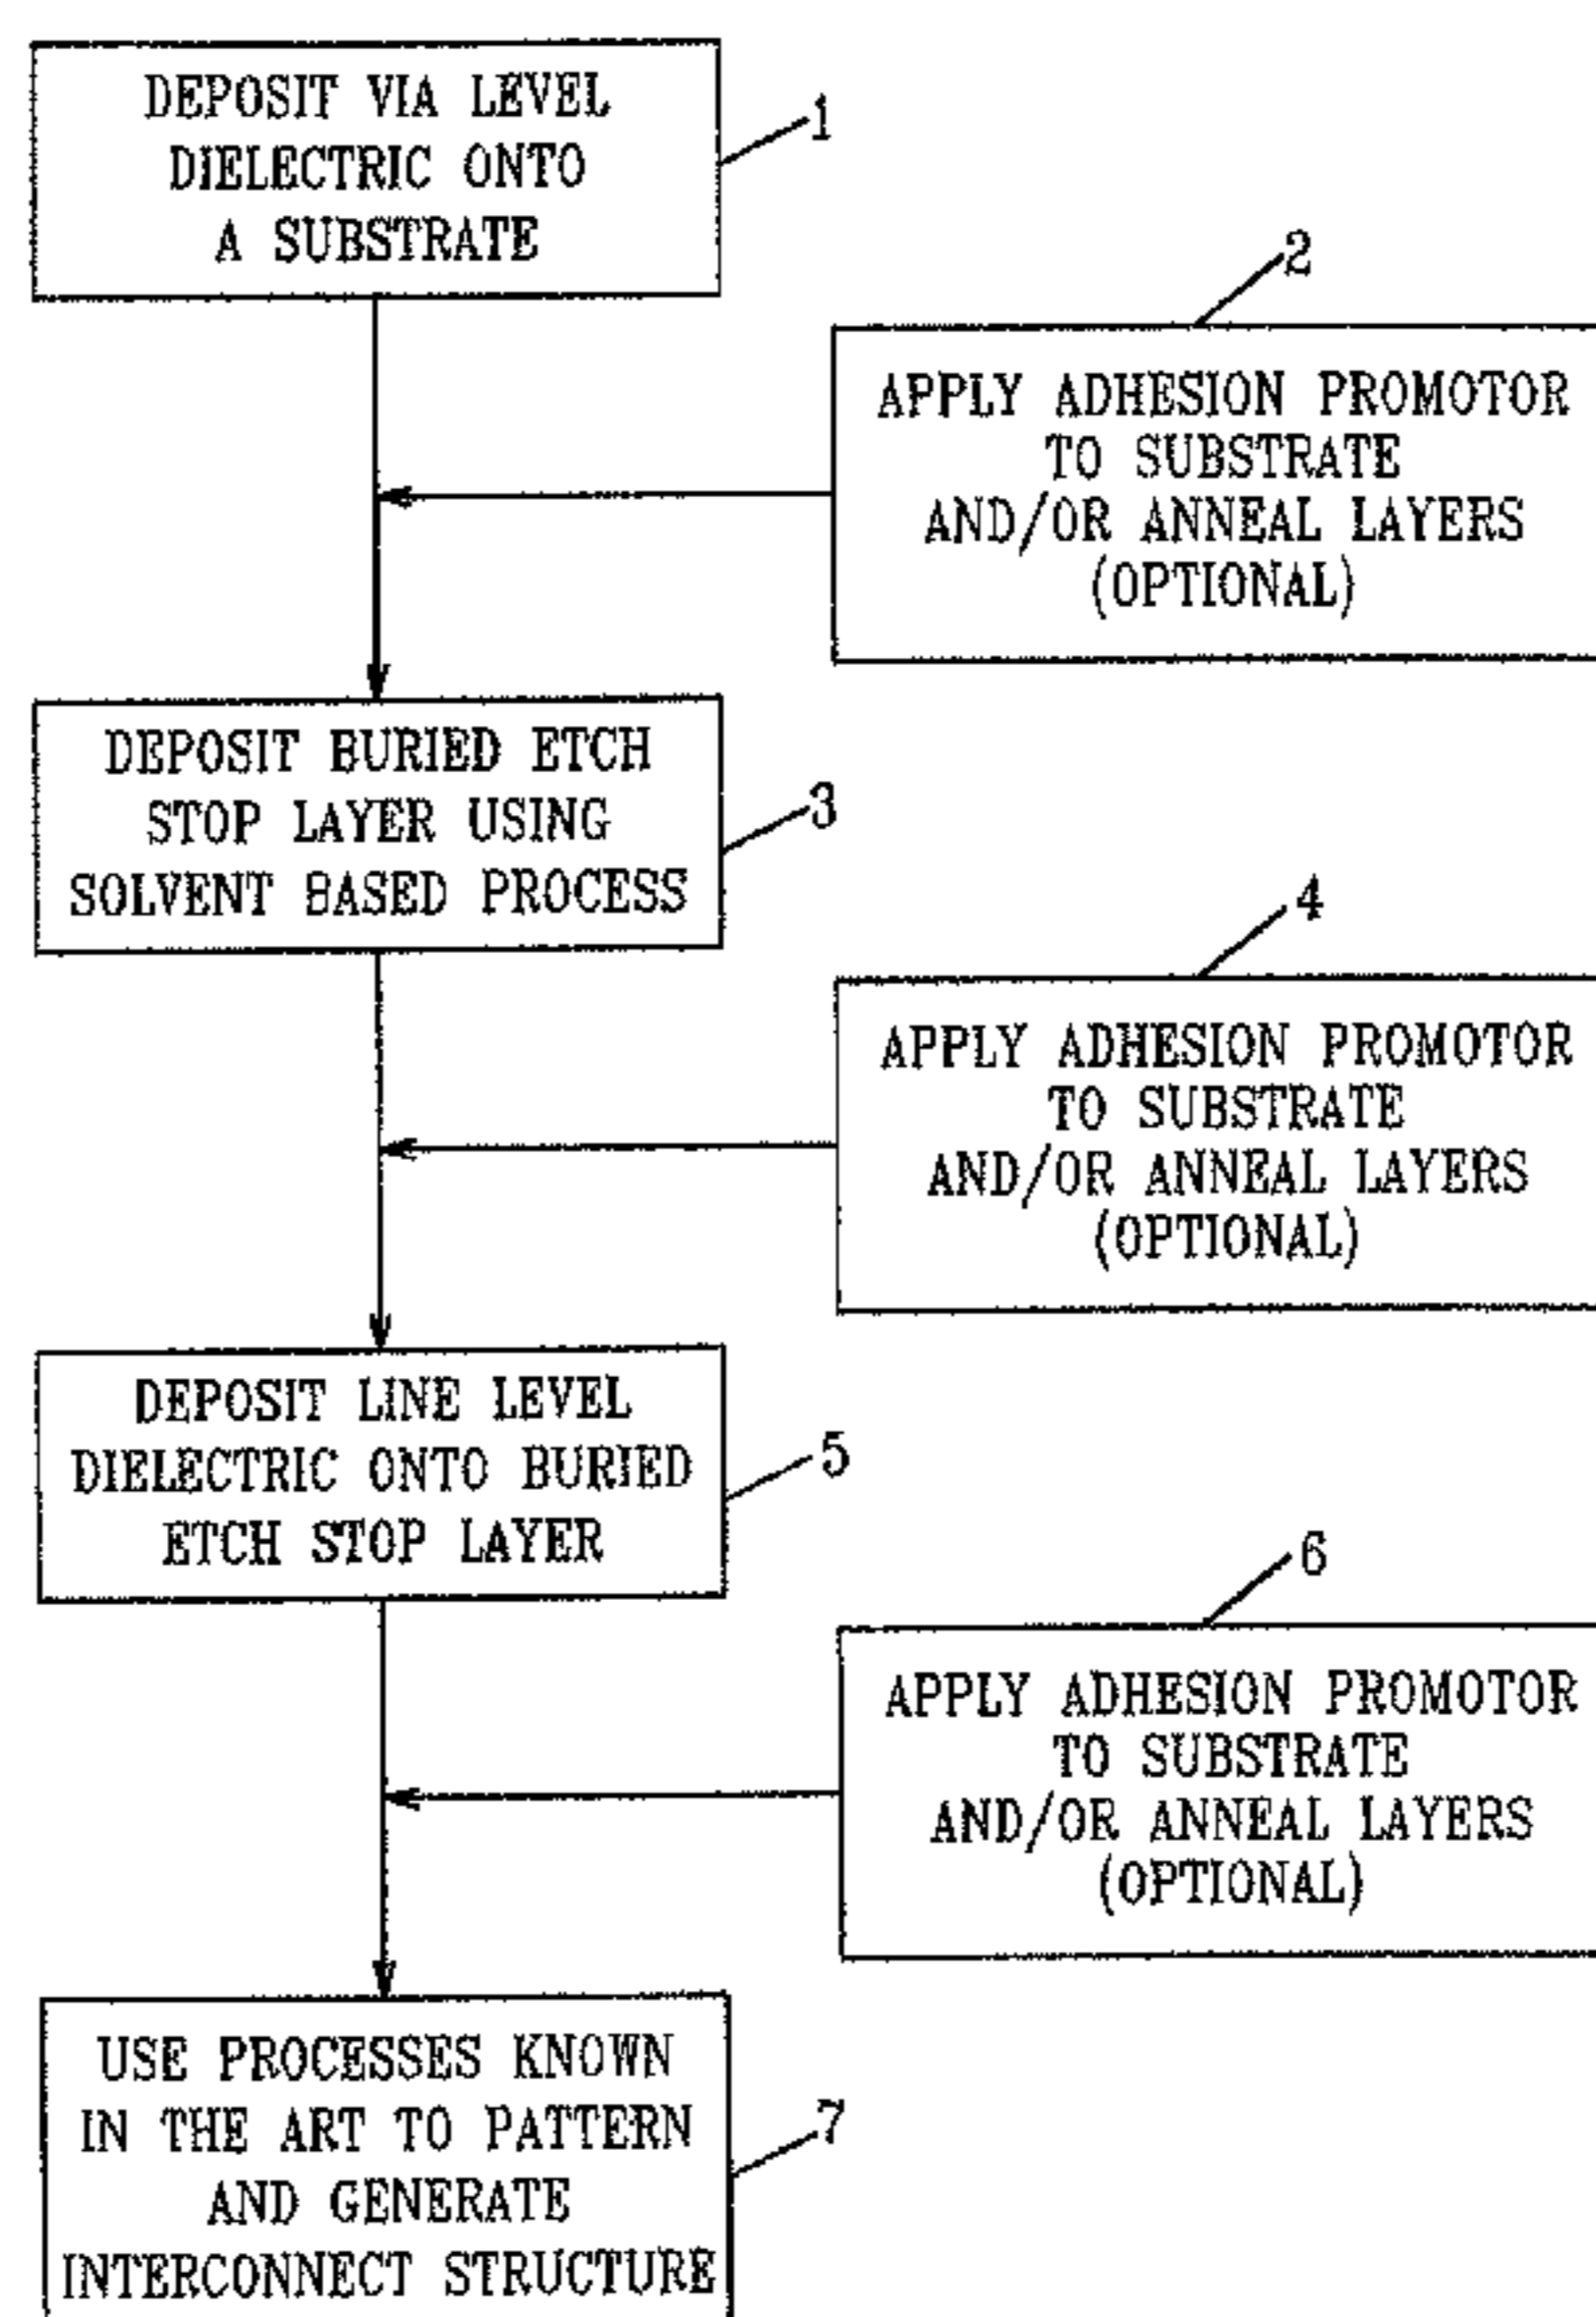 DEPOSIT VIA LEVEL
DIELECTRIC ONTO
A SUBSTRATE
1
2
APPLY ADHESION PROMOTOR
TO SUBSTRATE
AND/OR ANNEAL LAYERS
(OPTIONAL)
DEPOSIT BURIED ETCH
STOP LAYER USING
SOLVENT BASED PROCESS
3
4
APPLY ADHESION PROMOTOR
TO SUBSTRATE
AND/OR ANNEAL LAYERS
(OPTIONAL)
DEPOSIT LINE LEVEL
DIELECTRIC ONTO BURIED
ETCH STOP LAYER
5
6
APPLY ADHESION PROMOTOR
TO SUBSTRATE
AND/OR ANNEAL LAYERS
(OPTIONAL)
USE PROCESSES KNOWN
IN THE ART TO PATTERN
AND GENERATE
INTERCONNECT STRUCTURE
7